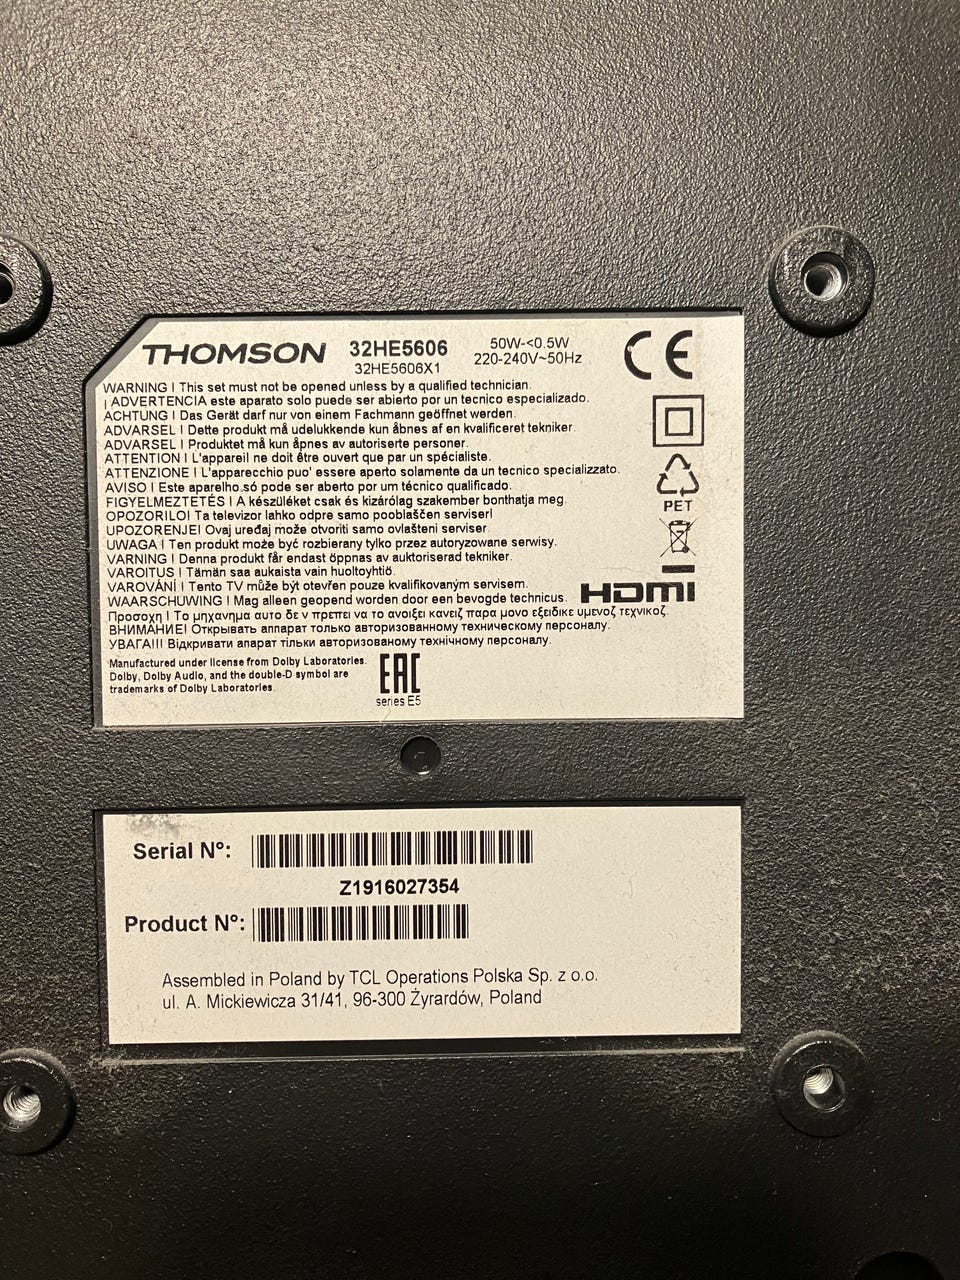 THOMSON 32HE5606 50W-<0.5W
32HE5606X1 220-240V~50Hz
CE
WARNING ! This set must not be opened unless by a qualified technician.
¡ ADVERTENCIA este aparato solo puede ser abierto por un tecnico especializado.
ACHTUNG ! Das Gerät darf nur von einem Fachmann geöffnet werden.
ADVARSEL ! Dette produkt må udelukkende kun åbnes af en kvalificeret tekniker.
ADVARSEL ! Produktet må kun åpnes av autoriserte personer.
ATTENTION ! L'appareil ne doit être ouvert que par un spécialiste.
ATTENZIONE ! L'apparecchio puo' essere aperto solamente da un tecnico specializzato.
AVISO ! Este aparelho só pode ser aberto por um técnico qualificado.
FIGYELMEZTETÉS ! A készüléket csak és kizárólag szakember bonthatja meg.
OPOZORILO! Ta televizor lahko odpre samo pooblaščen serviser!
UPOZORENJE! Ovaj uređaj može otvoriti samo ovlašteni serviser.
UWAGA ! Ten produkt może być rozbierany tylko przez autoryzowane serwisy.
VARNING ! Denna produkt får endast öppnas av auktoriserad tekniker.
VAROITUS ! Tämän saa aukaista vain huoltoyhtiö.
VAROVÁNÍ ! Tento TV může být otevřen pouze kvalifikovaným servisem.
WAARSCHUWING ! Mag alleen geopend worden door een bevogde technicus.
Προσοχη ! Το μηχανημα αυτο δε ν πρεπει να το ανοιξει κανειζ παρα μονο εξειδικε υμενοζ τεχνικοζ.
ВНИМАНИЕ! Открывать аппарат только авторизованному техническому персоналу.
УВАГА!!! Відкривати апарат тільки авторизованому технічному персоналу.
PET
HDMI
Manufactured under license from Dolby Laboratories.
Dolby, Dolby Audio, and the double-D symbol are
trademarks of Dolby Laboratories.
EAC
series E5
Serial N°:
Z1916027354
Product N°:
Assembled in Poland by TCL Operations Polska Sp. z o.o.
ul. A. Mickiewicza 31/41, 96-300 Żyrardów, Poland